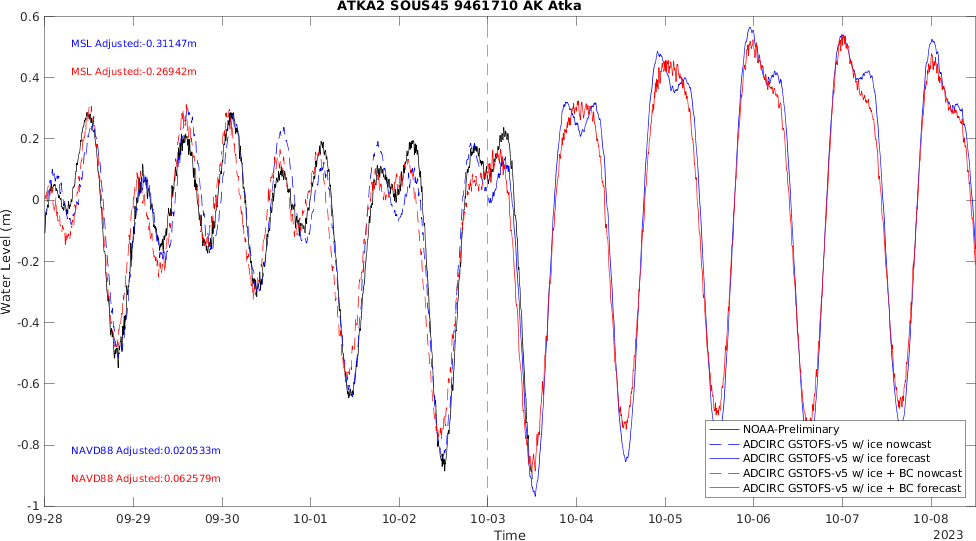 ATKA2 SOUS45 9461710 AK Atka
0.6
MSL Adjusted:-0.31147m
MSL Adjusted:-0.26942m
0.4
0.2
0
-0.2
-0.4
-0.6
-0.8
-1
Water Level (m)
NAVD88 Adjusted:0.020533m
NAVD88 Adjusted:0.062579m
NOAA-Preliminary
ADCIRC GSTOFS-v5 w/ ice nowcast
ADCIRC GSTOFS-v5 w/ ice forecast
ADCIRC GSTOFS-v5 w/ ice + BC nowcast
ADCIRC GSTOFS-v5 w/ ice + BC forecast
09-28 09-29 09-30 10-01 10-02 10-03 10-04 10-05 10-06 10-07 10-08
Time
2023